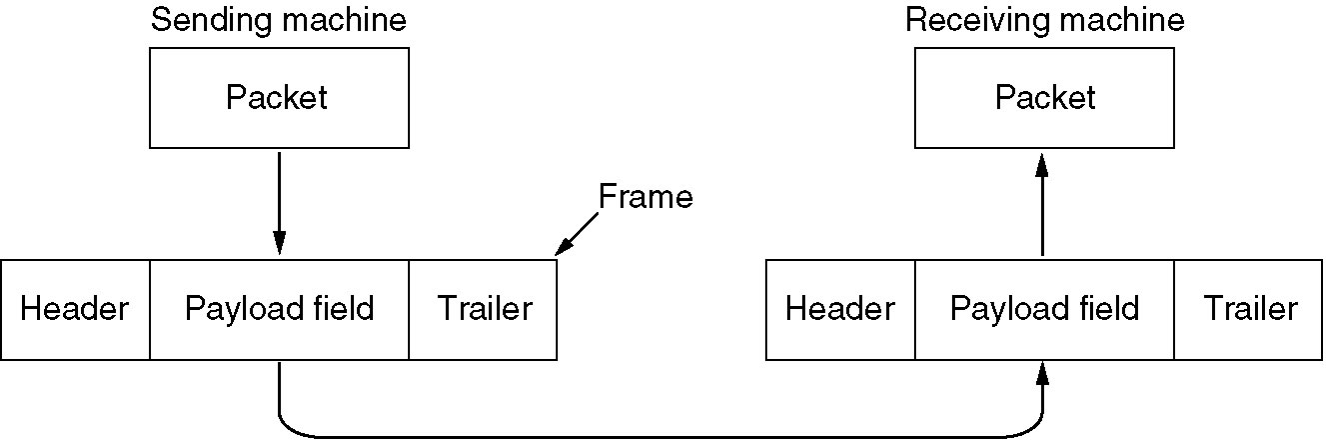 Sending machine
Receiving machine
Packet
Packet
Frame
Header
Payload field
Trailer
Header
Payload field
Trailer